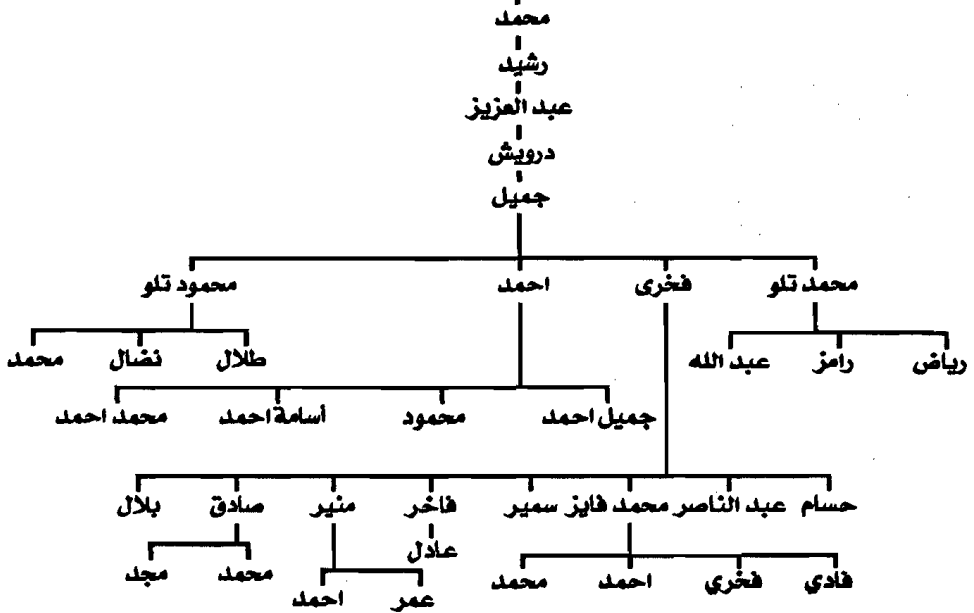 محمد
رشيد
عبد العزيز
درويش
جميل
محمد تلو فخرى احمد محمود تلو
رياض رامز عبد الله طلال نضال محمد
جميل احمد محمود أسامة احمد محمد احمد
حسام عبد الناصر محمد فايز سمير فاخر منير صادق بلال
عادل
فادي فخري احمد محمد محمد مجد
عمر احمد